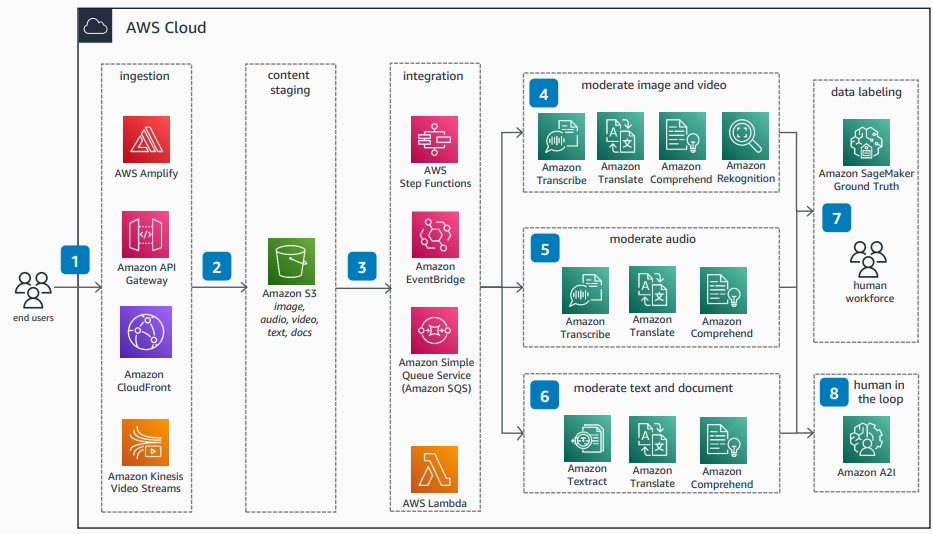 AWS Cloud
ingestion
AWS Amplify
Amazon API
Gateway
Amazon
CloudFront
Amazon Kinesis
Video Streams
1
end users
2
content
staging
Amazon S3
image,
audio, video,
text, docs
3
integration
AWS
Step Functions
Amazon
EventBridge
Amazon Simple
Queue Service
(Amazon SQS)
AWS Lambda
4
moderate image and video
Amazon
Transcribe
Amazon
Translate
Amazon
Comprehend
Amazon
Rekognition
5
moderate audio
Amazon
Transcribe
Amazon
Translate
Amazon
Comprehend
6
moderate text and document
Amazon
Textract
Amazon
Translate
Amazon
Comprehend
data labeling
Amazon SageMaker
Ground Truth
7
human
workforce
8
human in
the loop
Amazon A2I